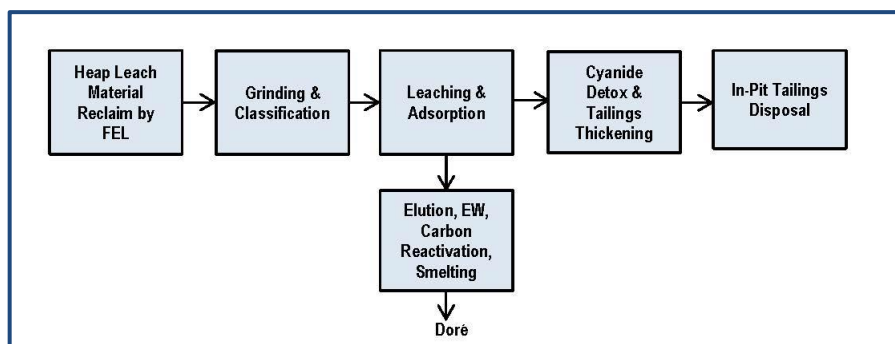 Heap Leach
Material
Reclaim by
FEL
Grinding &
Classification
Leaching &
Adsorption
Cyanide
Detox &
Tailings
Thickening
In-Pit Tailings
Disposal
Elution, EW,
Carbon
Reactivation,
Smelting
Doré